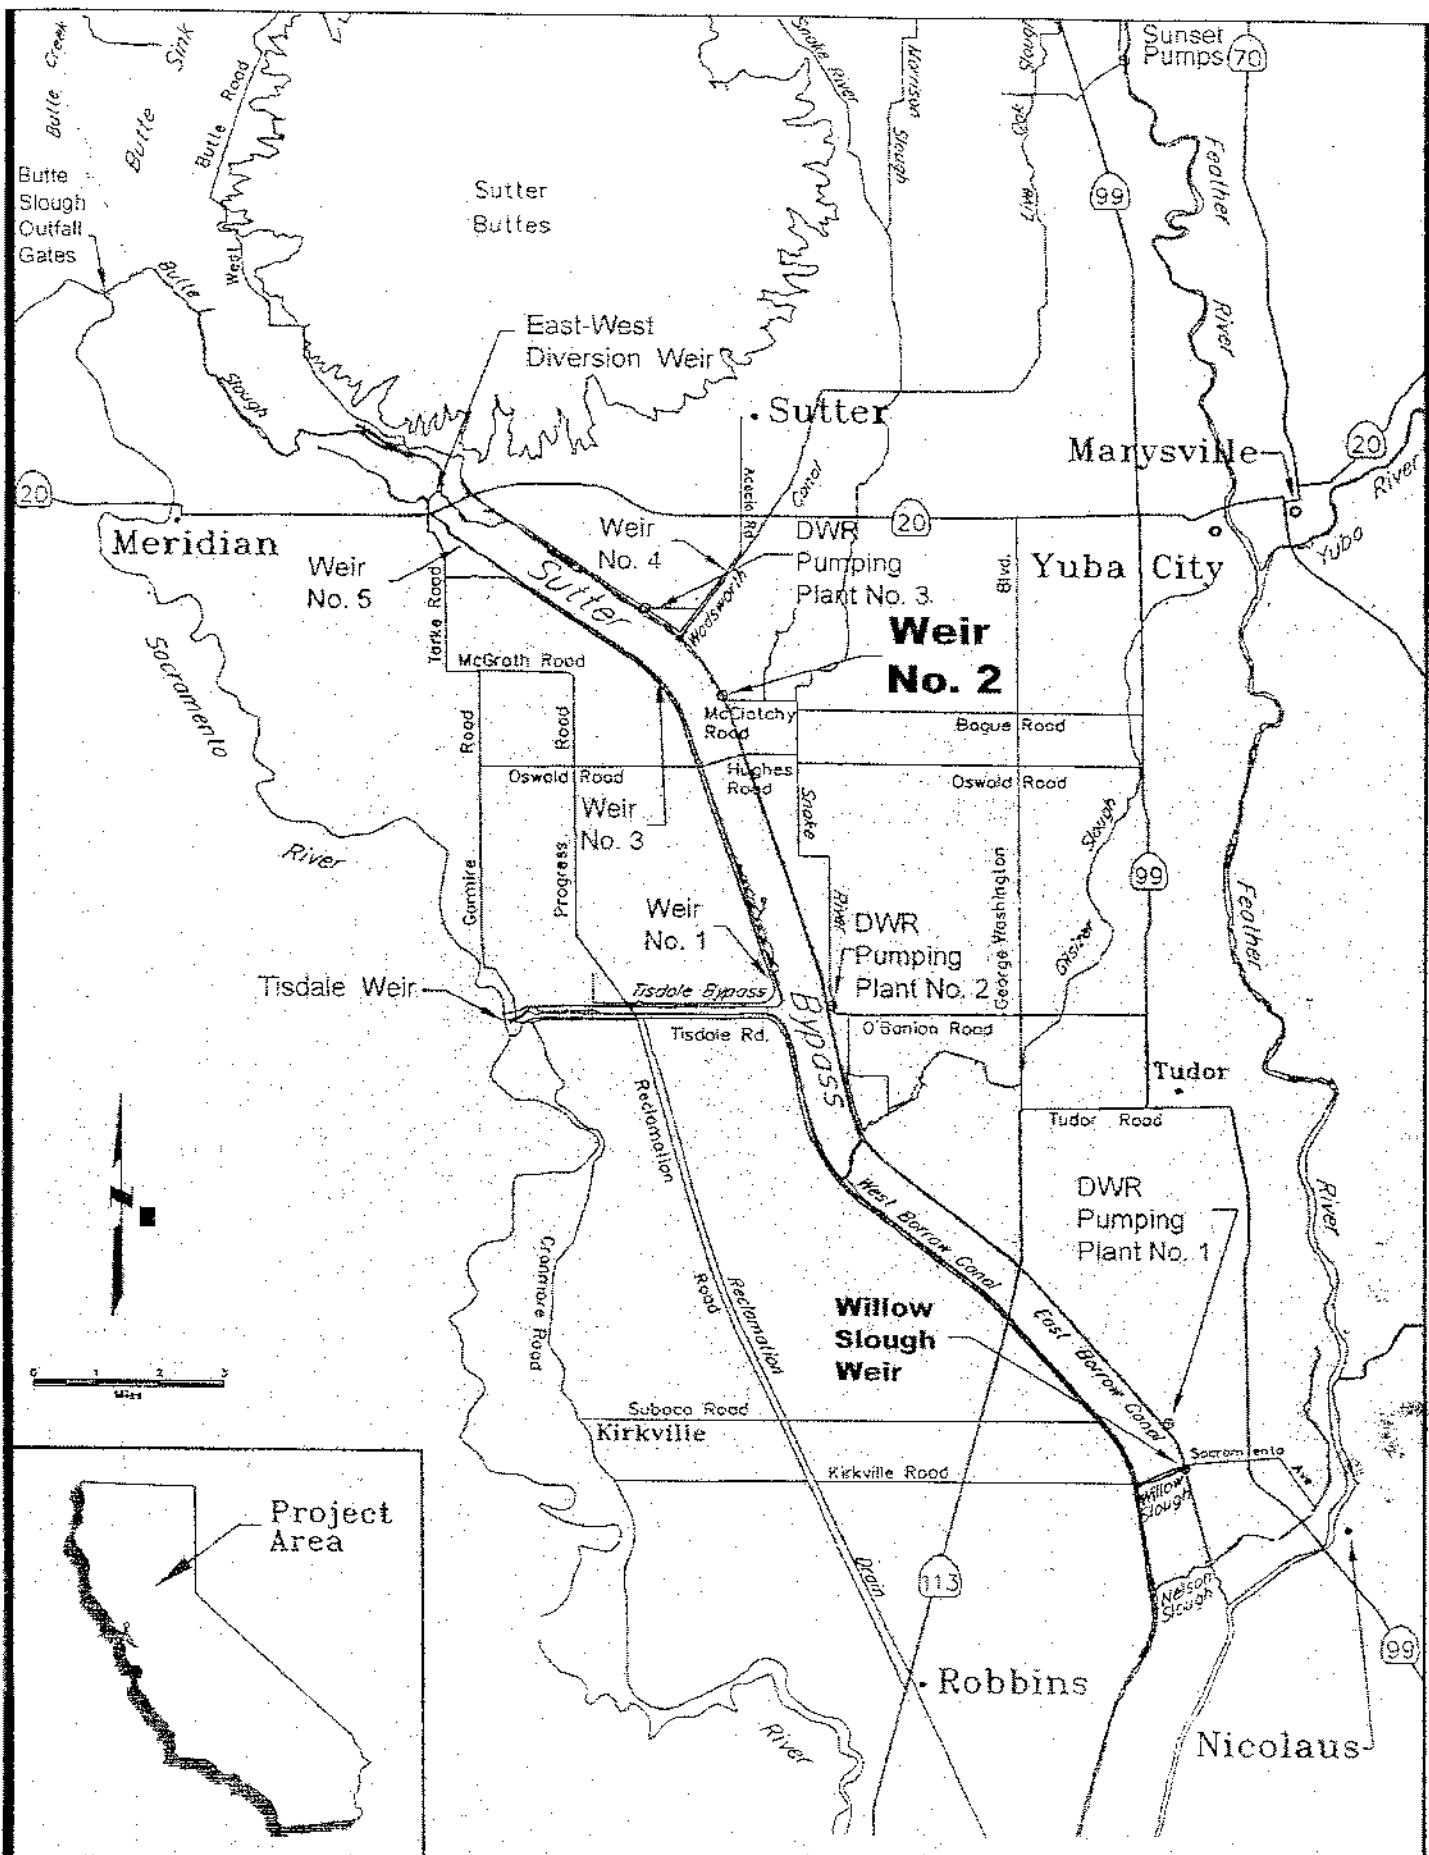 Butte Creek
Butte Sink
Butte Road
West
Snake River
Morrison Slough
Slough
Oak
Live
Sunset
Pumps
70
Butte
Slough
Outfall
Gates
Sutter
Buttes
99
Feather
River
Butte
Slough
East-West
Diversion Weir
Sutter
Marysville
20
20
River
Yuba
Meridian
Acacia Rd
Canal
20
Weir
No. 4
DWR
Pumping
Plant No. 3
Blvd.
Yuba City
Weir
No. 5
Sutter
Wadsworth
Weir
No. 2
Tarke Road
McGrath Road
Sacramento
McClatchy
Road
Bogue Road
Road
Road
Oswald Road
Hughes
Road
Oswald Road
Snake
Weir
No. 3
Slough
River
Garmire
Progress
George Washington
99
Weir
No. 1
River
DWR
Pumping
Plant No. 2
Gilsizer
Feather
Tisdale Weir
Tisdale Bypass
Bypass
Tisdale Rd.
O'Banion Road
Tudor
Reclamation
Tudor Road
West Borrow Canal
DWR
Pumping
Plant No. 1
River
Cranmore Road
Road
Reclamation
Willow
Slough
Weir
East Borrow Canal
0 1 2 3
Miles
Suboco Road
Kirkville
Sacramento
Ave
Kirkville Road
Willow
Slough
Project
Area
Drain
113
Nelson
Slough
99
Robbins
River
Nicolaus